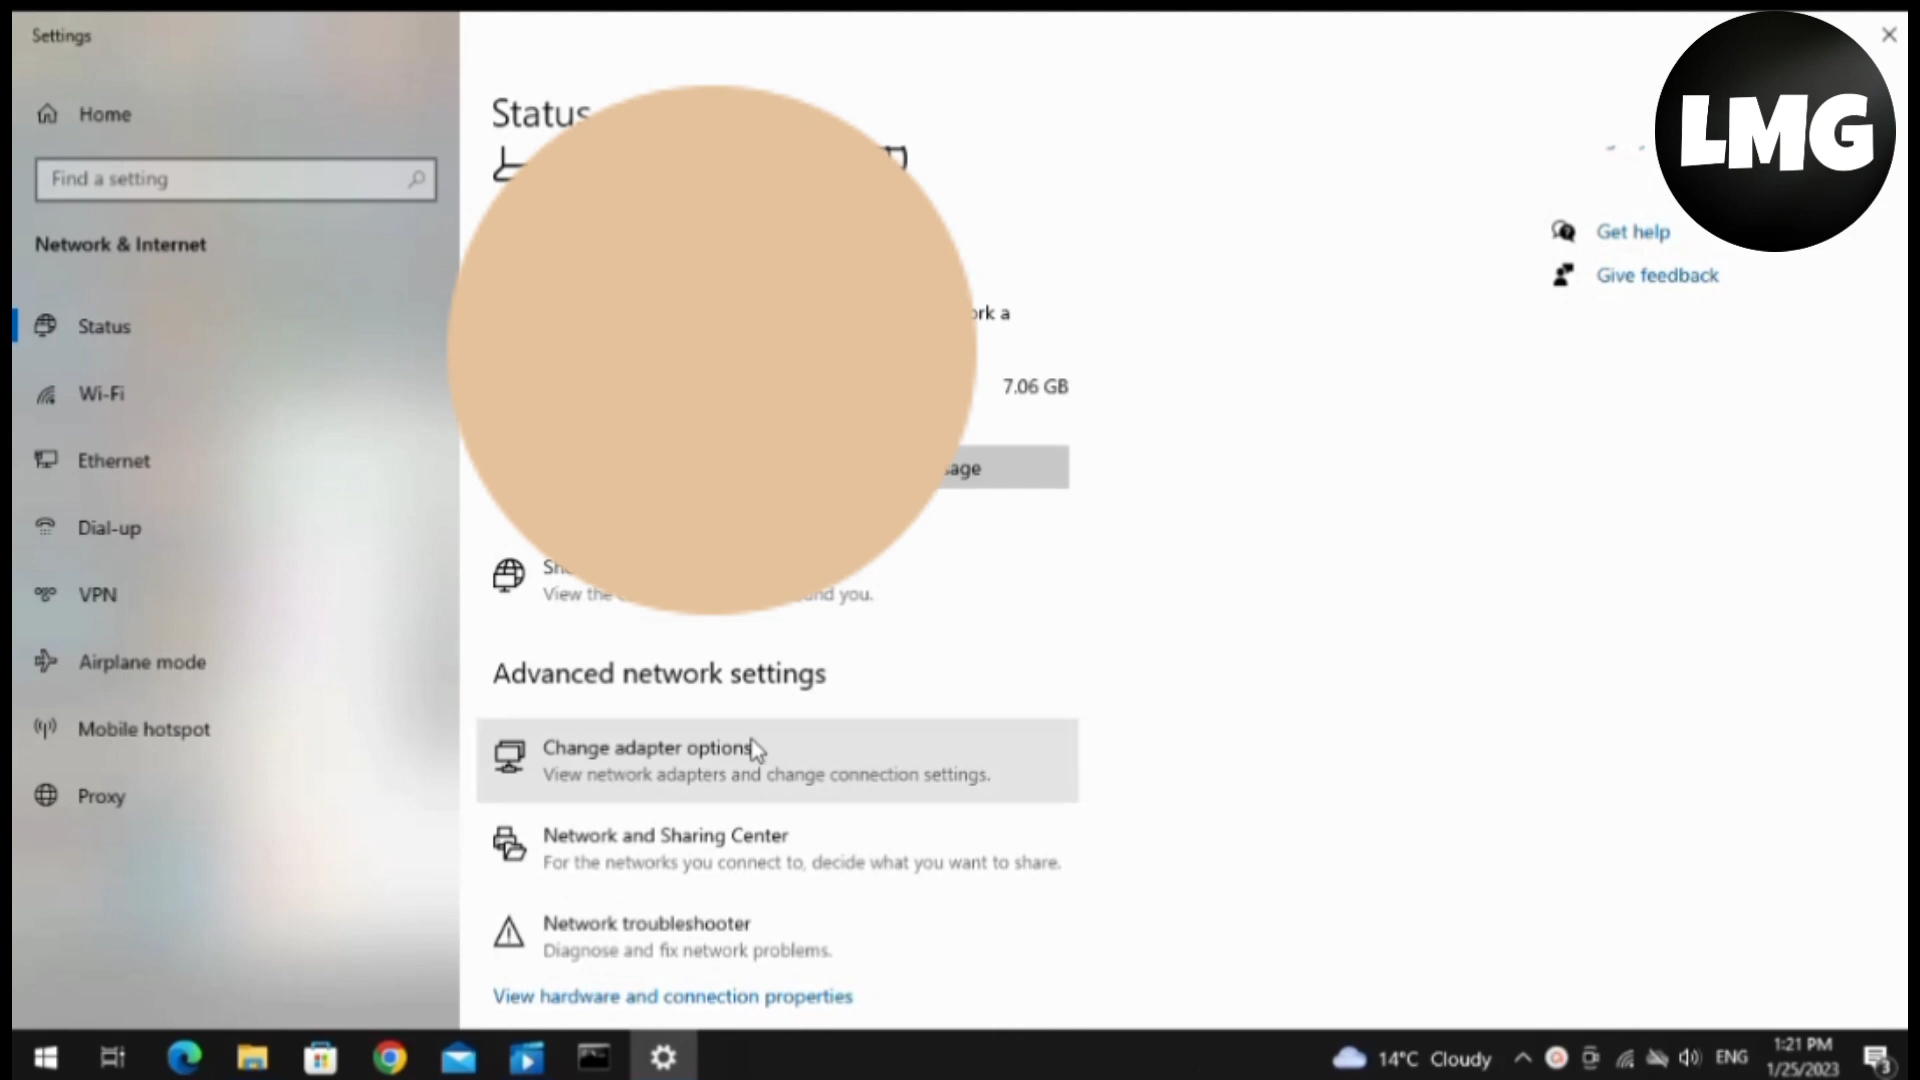 Settings
LMG
Home
Status
Find a setting
Get help
Network & Internet
Give feedback
Status
Wi-Fi
7.06 GB
Ethernet
Dial-up
View the
you.
VPN
Airplane mode
Advanced network settings
Mobile hotspot
Change adapter options
View network adapters and change connection settings.
Proxy
Network and Sharing Center
For the networks you connect to, decide what you want to share.
Network troubleshooter
Diagnose and fix network problems.
View hardware and connection properties
14°C Cloudy
ENG
1:21 PM
1/25/2023
3